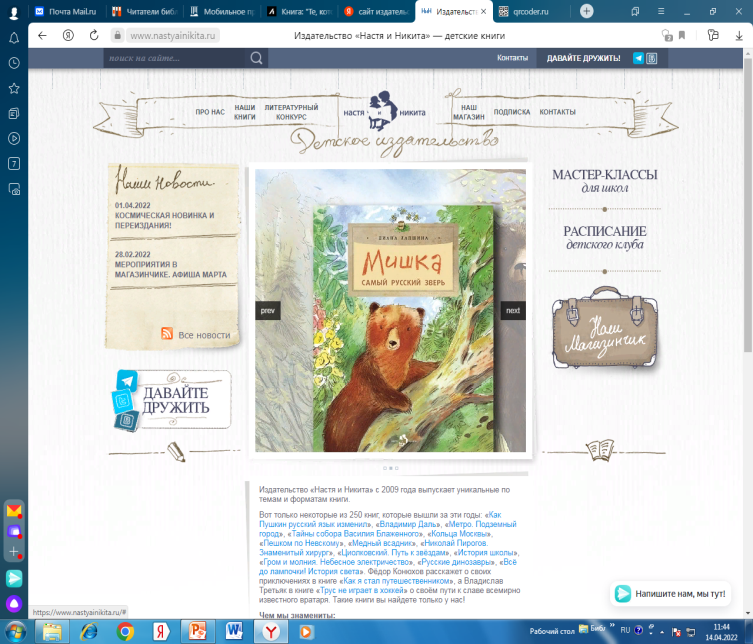 Почта Mail.ru
Читатели библ
Мобильное пр
Книга: "Те, кот
сайт издатель
Издательст
qrcoder.ru
www.nastyainikita.ru
Издательство «Настя и Никита» — детские книги
поиск на сайте...
Контакты
ДАВАЙТЕ ДРУЖИТЬ!
ПРО НАС
НАШИ
КНИГИ
ЛИТЕРАТУРНЫЙ
КОНКУРС
НАСТЯ И НИКИТА
НАШ
МАГАЗИН
ПОДПИСКА
КОНТАКТЫ
Детское издательство
Наши новости
01.04.2022
КОСМИЧЕСКАЯ НОВИНКА И
ПЕРЕИЗДАНИЯ!
28.02.2022
МЕРОПРИЯТИЯ В
МАГАЗИНЧИКЕ. АФИША МАРТА
Все новости
ДАВАЙТЕ
ДРУЖИТЬ
ДИАНА ЛАПШИНА
Мишка
САМЫЙ РУССКИЙ ЗВЕРЬ
prev
next
МАСТЕР-КЛАССЫ
для школ
РАСПИСАНИЕ
детского клуба
Наш
Магазинчик
Издательство «Настя и Никита» с 2009 года выпускает уникальные по
темам и форматам книги.
Вот только некоторые из 250 книг, которые вышли за эти годы: «Как
Пушкин русский язык изменил», «Владимир Даль», «Метро. Подземный
город», «Тайны собора Василия Блаженного», «Кольца Москвы»,
«Пешком по Невскому», «Медный всадник», «Николай Пирогов.
Знаменитый хирург», «Циолковский. Путь к звёздам», «История школы»,
«Гром и молния. Небесное электричество», «Русские динозавры», «Всё
до лампочки! История света». Фёдор Конюхов расскажет о своих
приключениях в книге «Как я стал путешественником», а Владислав
Третьяк в книге «Трус не играет в хоккей» о своём пути к славе всемирно
известного вратаря. Такие книги вы найдете только у нас!
Чем мы знамениты:
Напишите нам, мы тут!
https://www.nastyainikita.ru/#
Рабочий стол
Библ
RU
11:44
14.04.2022